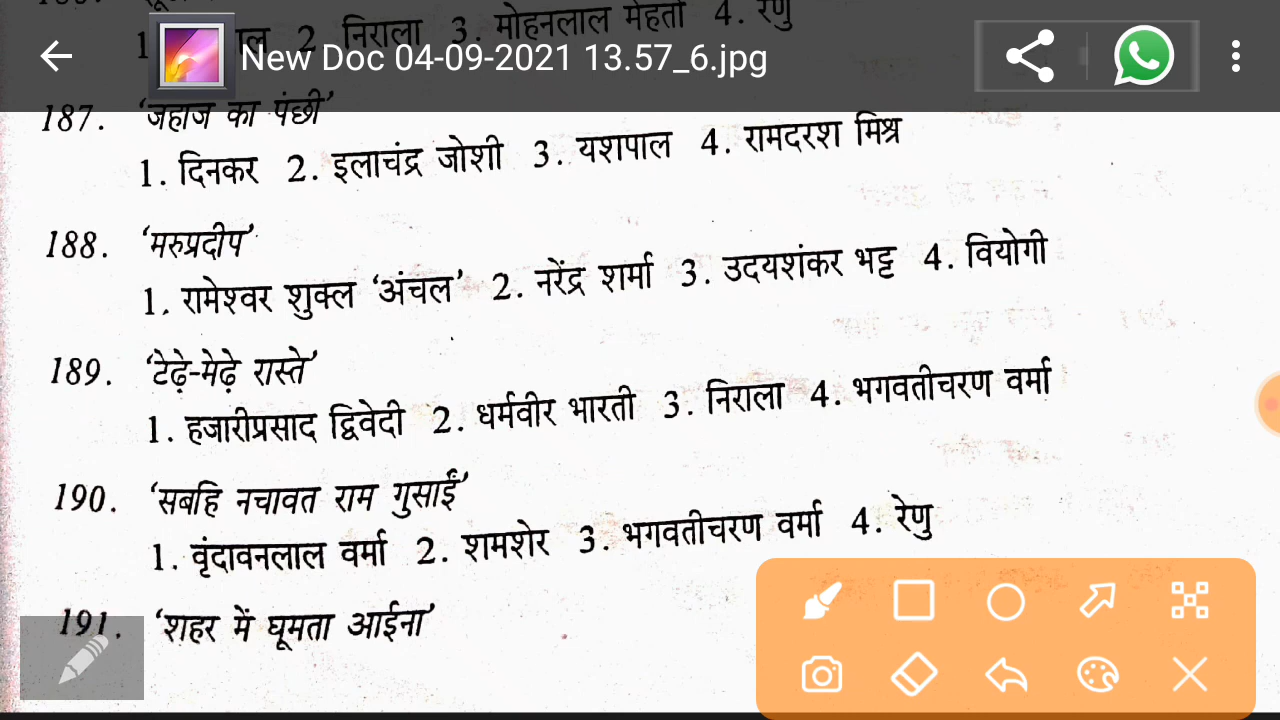 2. निराला 3. मोहनलाल मेहतो 4. रेणु
New Doc 04-09-2021 13.57_6.jpg
187. ‘जहाज का पंछी’
1. दिनकर 2. इलाचंद्र जोशी 3. यशपाल 4. रामदरश मिश्र
188. ‘मरुप्रदीप’
1. रामेश्वर शुक्ल ‘अंचल’ 2. नरेंद्र शर्मा 3. उदयशंकर भट्ट 4. वियोगी
189. ‘टेढ़े-मेढ़े रास्ते’
1. हजारीप्रसाद द्विवेदी 2. धर्मवीर भारती 3. निराला 4. भगवतीचरण वर्मा
190. ‘सबहि नचावत राम गुसाईं’
1. वृंदावनलाल वर्मा 2. शमशेर 3. भगवतीचरण वर्मा 4. रेणु
191. ‘शहर में घूमता आईना’